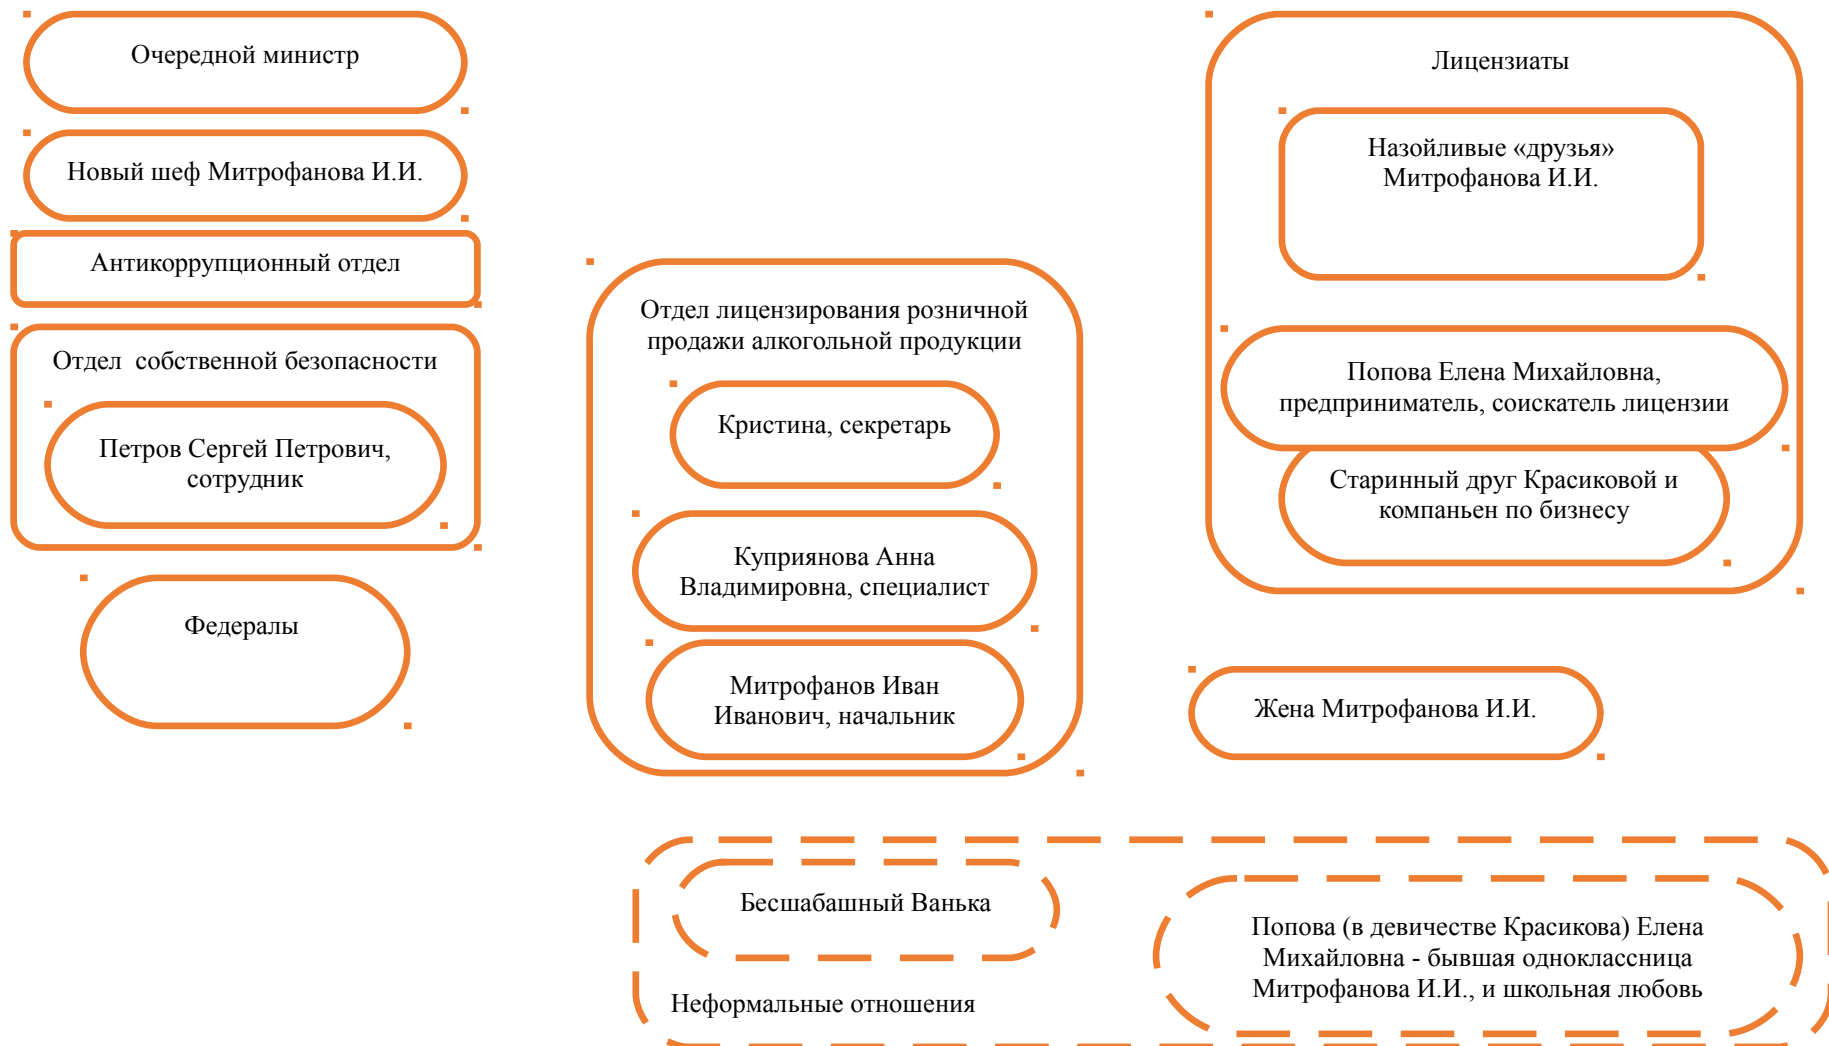 Очередной министр
Новый шеф Митрофанова И.И.
Антикоррупционный отдел
Отдел  собственной безопасности
Петров Сергей Петрович,
сотрудник
Федералы
Отдел лицензирования розничной
продажи алкогольной продукции
Кристина, секретарь
Куприянова Анна
Владимировна, специалист
Митрофанов Иван
Иванович, начальник
Лицензиаты
Назойливые «друзья»
Митрофанова И.И.
Попова Елена Михайловна,
предприниматель, соискатель лицензии
Старинный друг Красиковой и
компаньен по бизнесу
Жена Митрофанова И.И.
Бесшабашный Ванька
Неформальные отношения
Попова (в девичестве Красикова) Елена
Михайловна - бывшая одноклассница
Митрофанова И.И., и школьная любовь